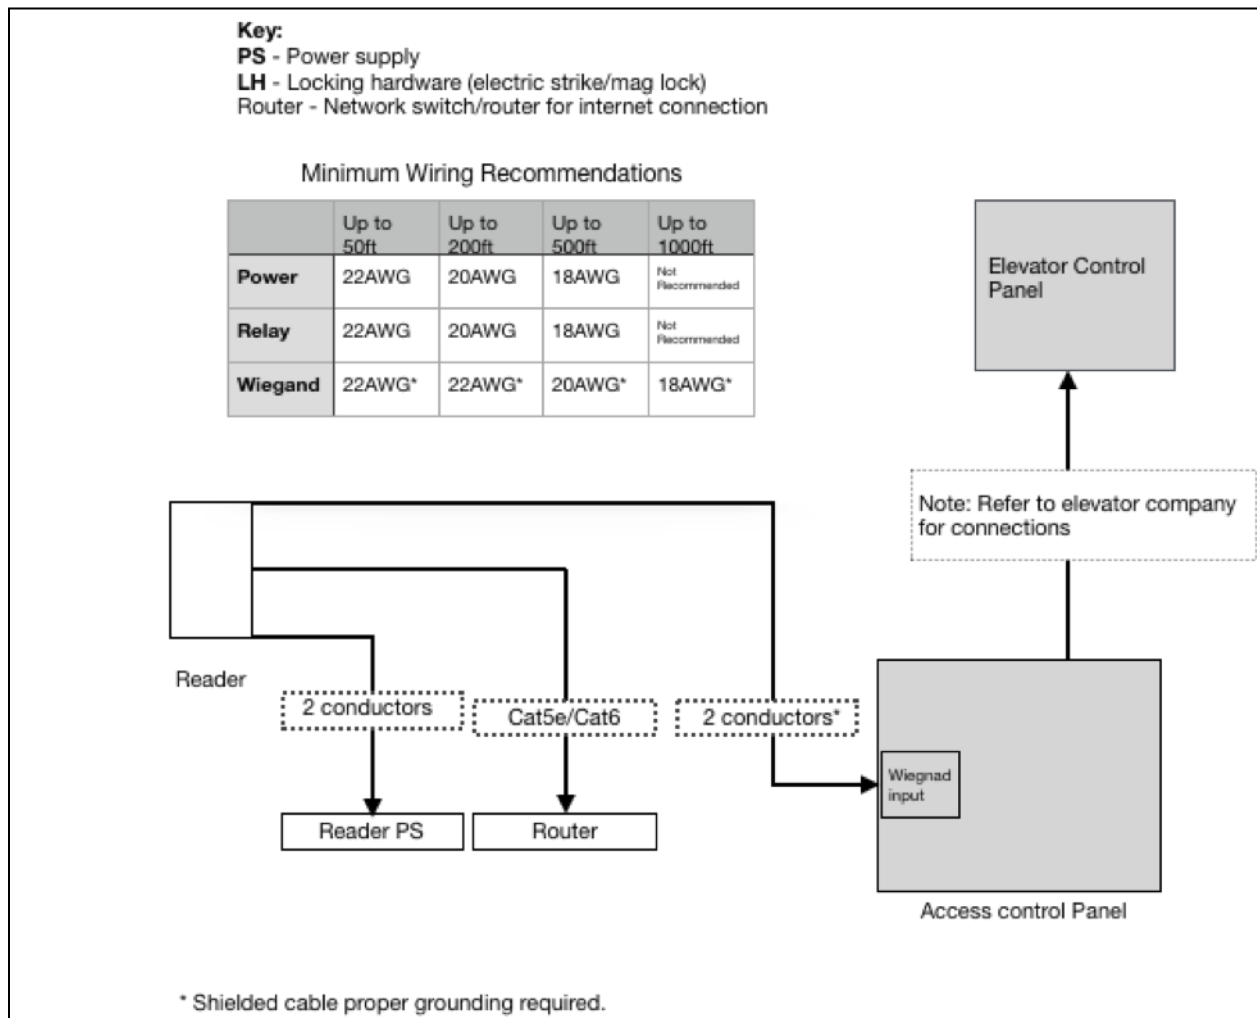 Key:
PS - Power supply
LH - Locking hardware (electric strike/mag lock)
Router - Network switch/router for internet connection
Minimum Wiring Recommendations
Up to 50ft Up to 200ft Up to 500ft Up to 1000ft
Power 22AWG 20AWG 18AWG Not Recommended
Relay 22AWG 20AWG 18AWG Not Recommended
Wiegand 22AWG* 22AWG* 20AWG* 18AWG*
Elevator Control
Panel
Note: Refer to elevator company
for connections
Reader
2 conductors
Cat5e/Cat6
2 conductors*
Wiegnad
input
Reader PS
Router
Access control Panel
* Shielded cable proper grounding required.